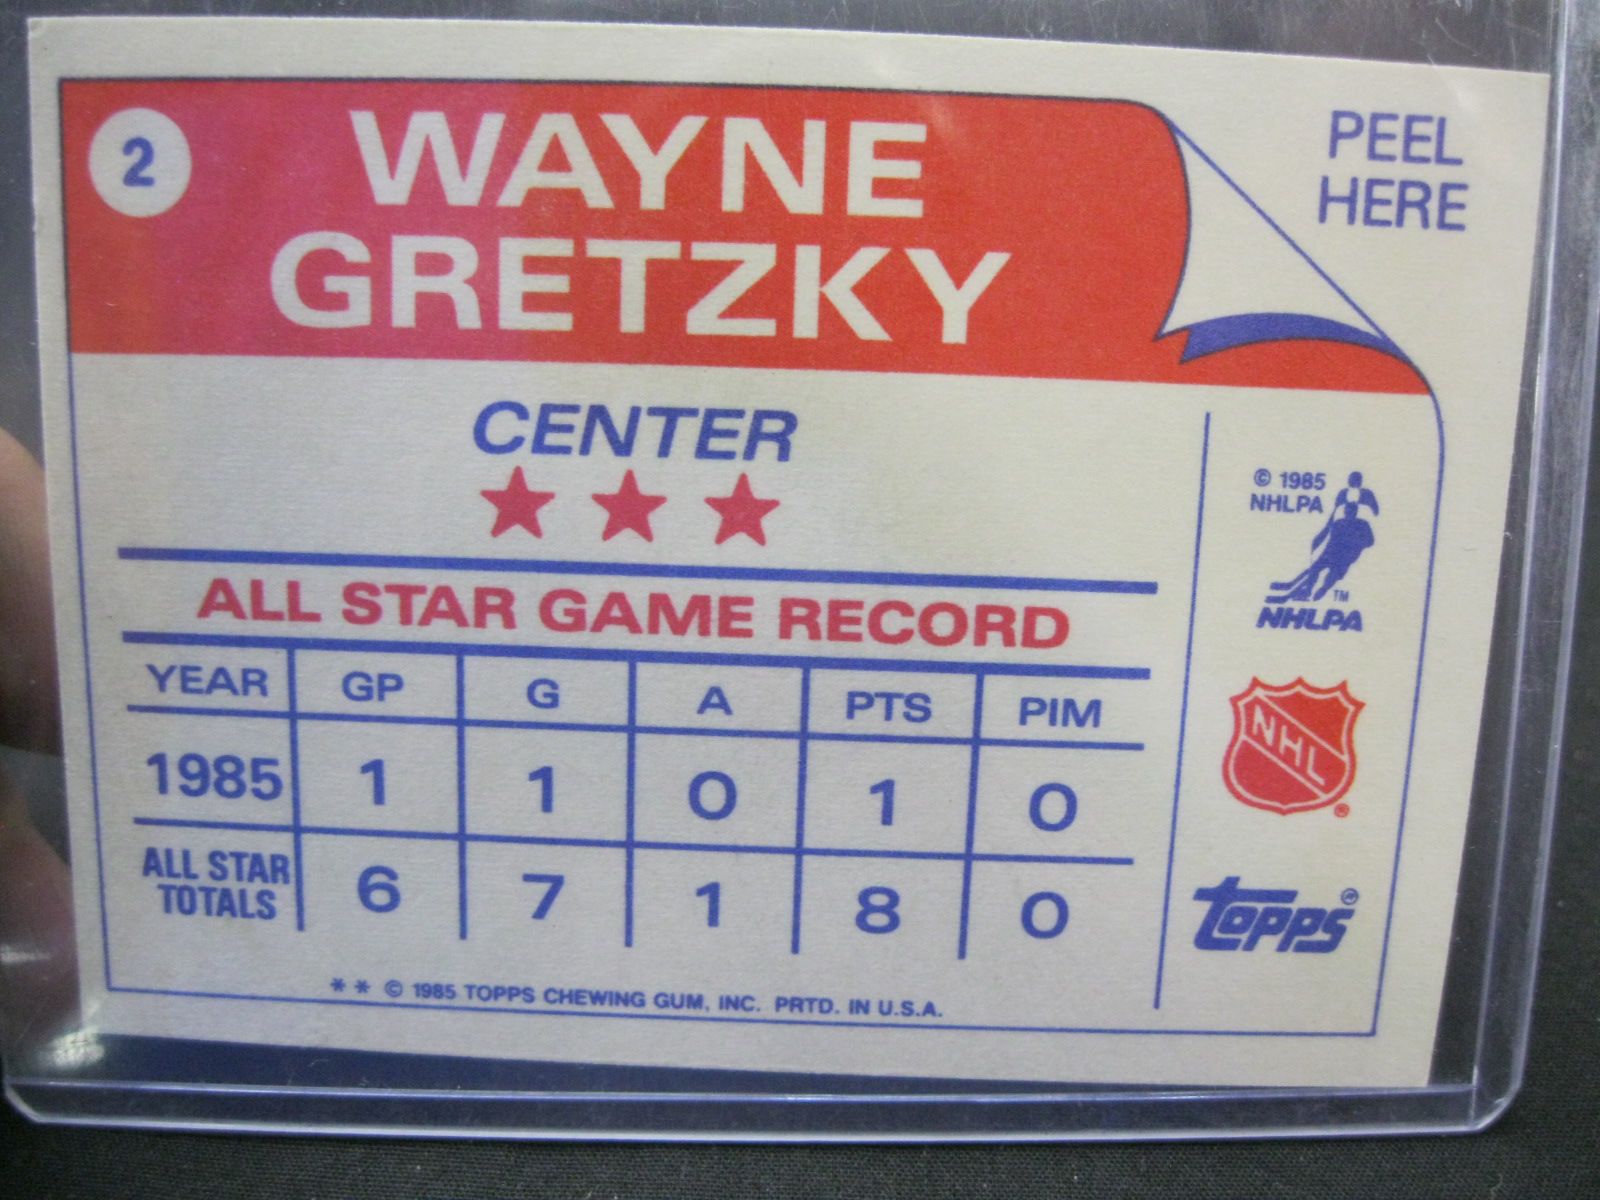 2
WAYNE
GRETZKY
PEEL
HERE
CENTER
ALL STAR GAME RECORD
YEAR GP G A PTS PIM
1985 1 1 0 1 0
ALL STAR
TOTALS 6 7 1 8 0
** © 1985 TOPPS CHEWING GUM, INC. PRTD. IN U.S.A.
© 1985
NHLPA
TM
NHLPA
NHL
®
topps®